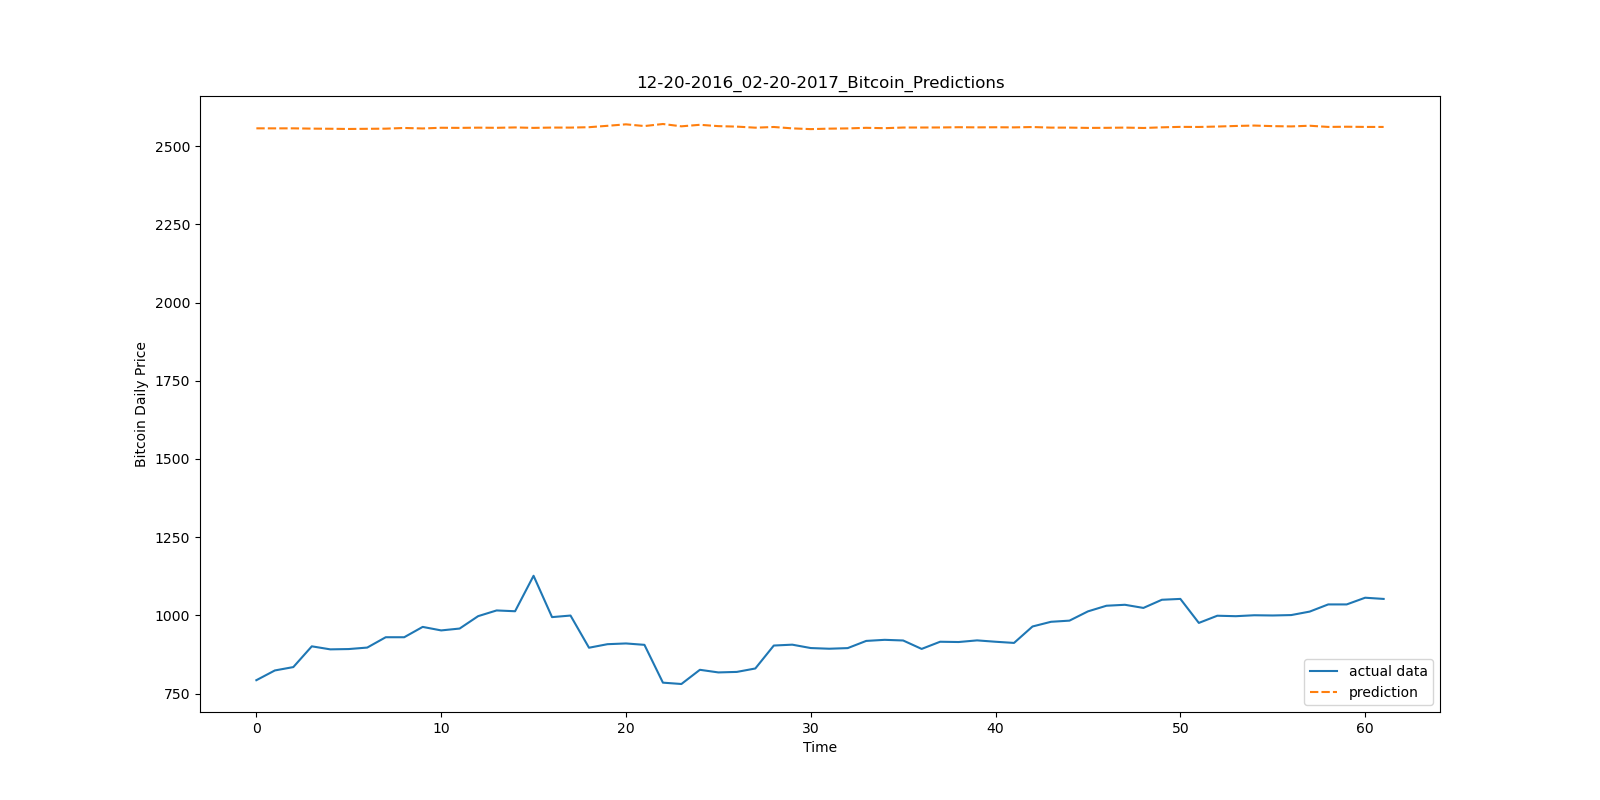 12-20-2016_02-20-2017_Bitcoin_Predictions
Bitcoin Daily Price
2500
2250
2000
1750
1500
1250
1000
750
0 10 20 30 40 50 60
Time
actual data
prediction